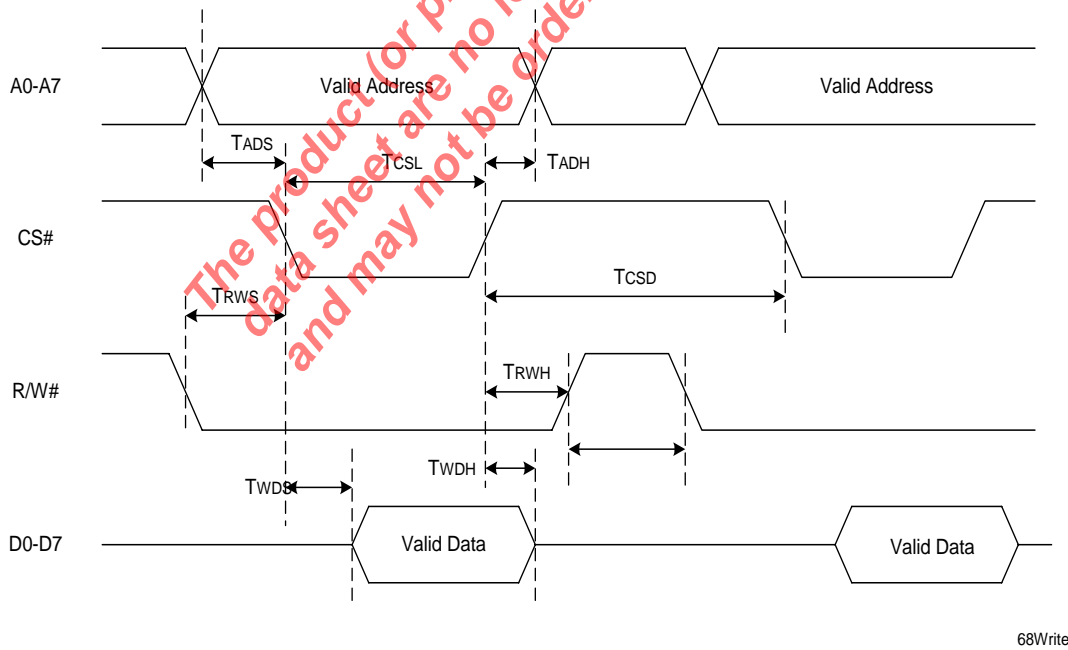 The product (or pr
data sheet are no lo
and may not be orde
A0-A7
Valid Address
Valid Address
TADS
TCSL
TADH
CS#
TCSD
TRWS
R/W#
TRWH
TWDH
TWDS
D0-D7
Valid Data
Valid Data
68Write